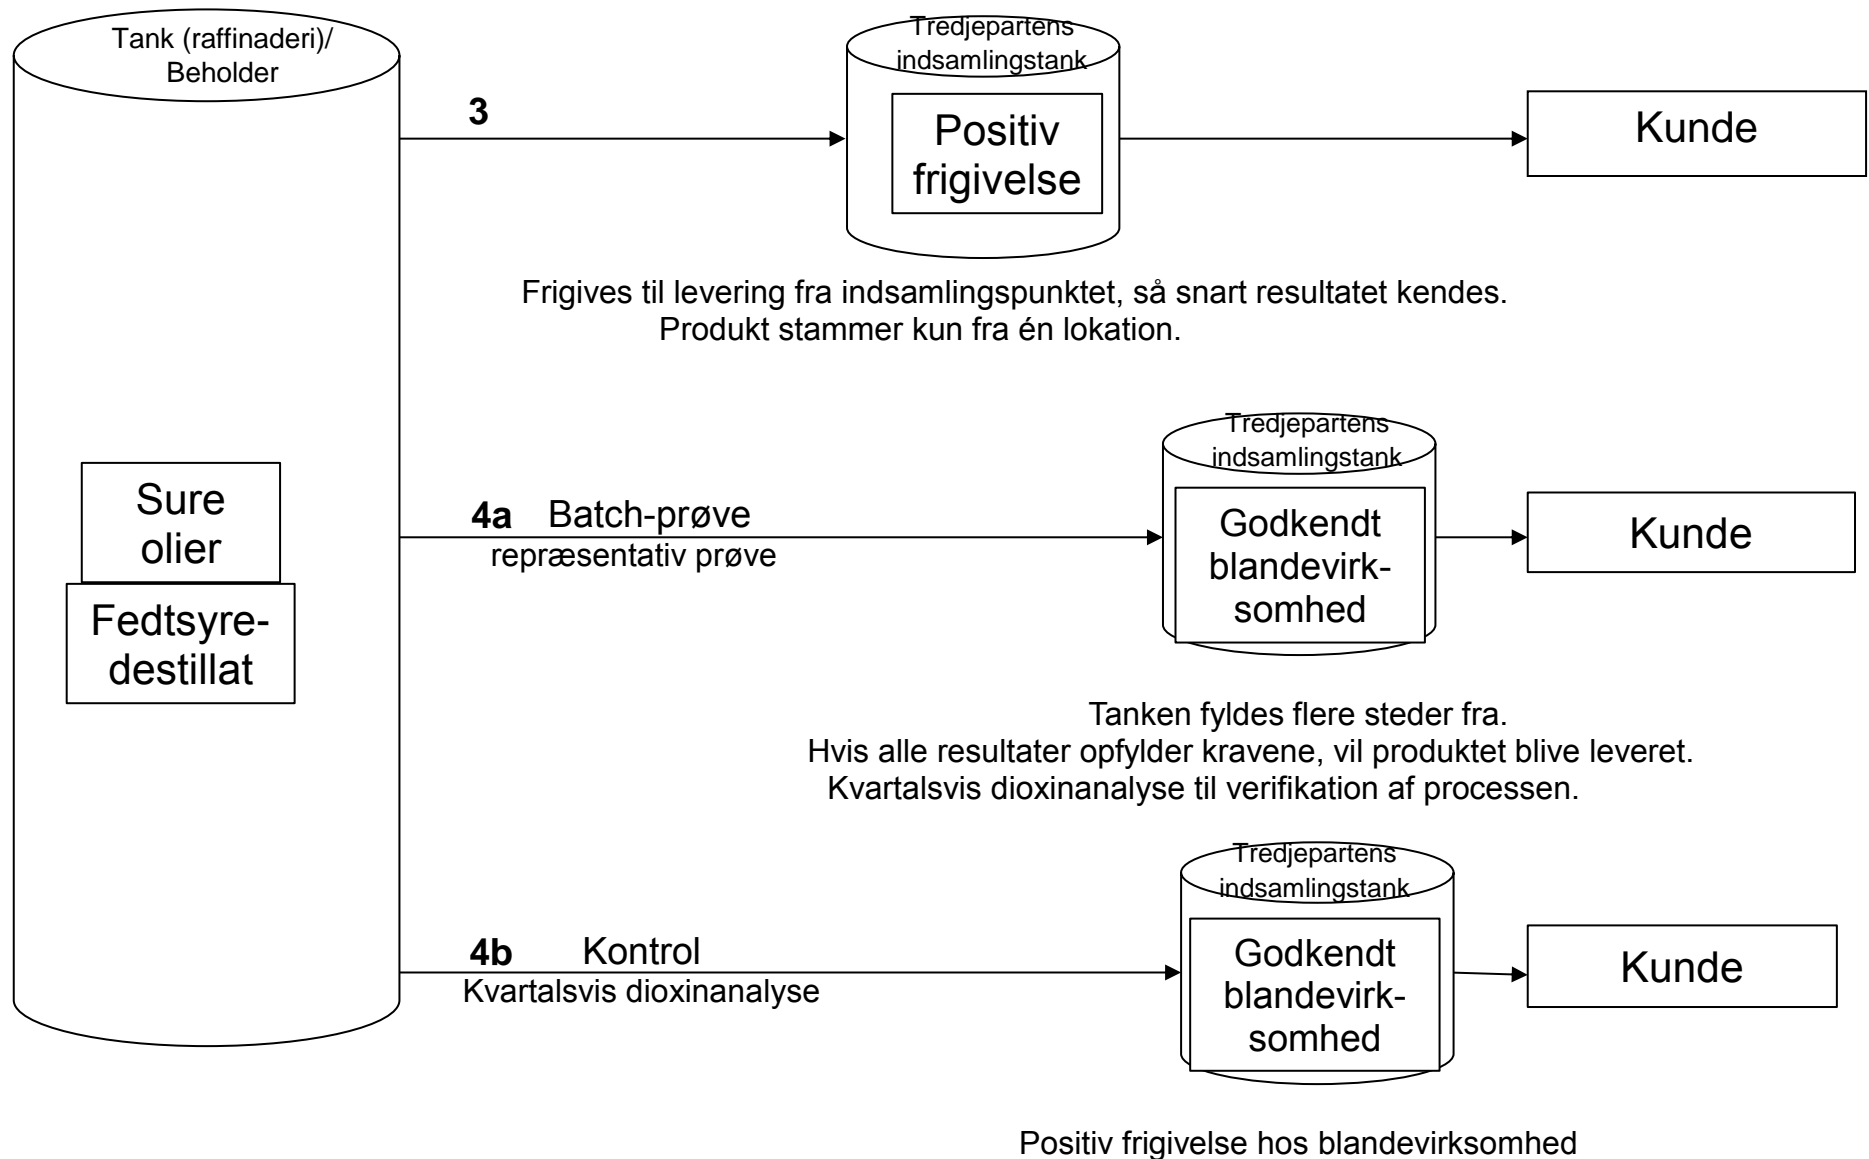 Tank (raffinaderi)/
Beholder
Tredjepartens
indsamlingstank
3
Positiv
frigivelse
Kunde
Frigives til levering fra indsamlingspunktet, så snart resultatet kendes.
Produkt stammer kun fra én lokation.
Sure
olier
Fedtsyre-
destillat
4a Batch-prøve
repræsentativ prøve
Tredjepartens
indsamlingstank
Godkendt
blandevirk-
somhed
Kunde
Tanken fyldes flere steder fra.
Hvis alle resultater opfylder kravene, vil produktet blive leveret.
Kvartalsvis dioxinanalyse til verifikation af processen.
4b Kontrol
Kvartalsvis dioxinanalyse
Tredjepartens
indsamlingstank
Godkendt
blandevirk-
somhed
Kunde
Positiv frigivelse hos blandevirksomhed